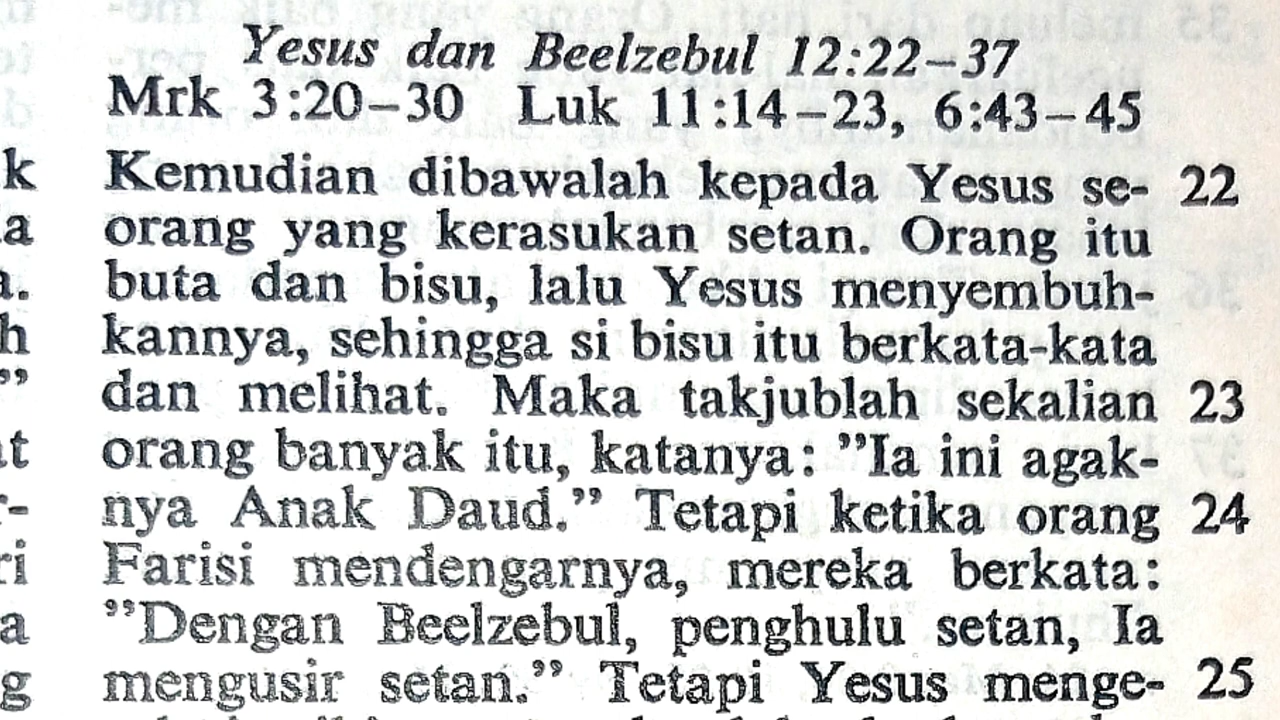 Yesus dan Beelzebul 12:22–37
Mrk 3:20–30 Luk 11:14–23, 6:43–45
Kemudian dibawalah kepada Yesus se- 22
orang yang kerasukan setan. Orang itu
buta dan bisu, lalu Yesus menyembuh-
kannya, sehingga si bisu itu berkata-kata
dan melihat. Maka takjublah sekalian 23
orang banyak itu, katanya: ”Ia ini agak-
nya Anak Daud.” Tetapi ketika orang 24
Farisi mendengarnya, mereka berkata:
”Dengan Beelzebul, penghulu setan, Ia
mengusir setan.” Tetapi Yesus menge- 25